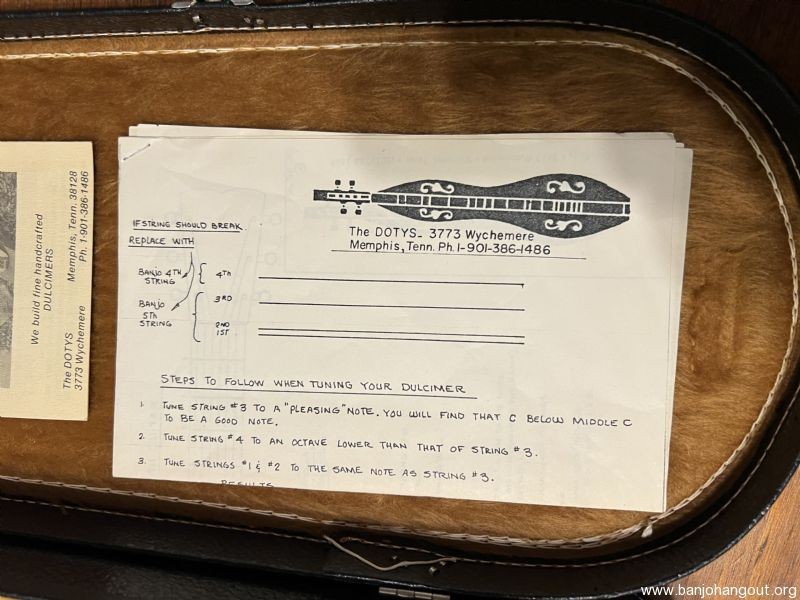 We build fine handcrafted
DULCIMERS
The DOTYS
Memphis, Tenn. 38128
3773 Wychemere
Ph. 1-901-386-1486
The DOTYS_ 3773 Wychemere
Memphis, Tenn. Ph. 1-901-386-1486
IF STRING SHOULD BREAK
REPLACE WITH
BANJO 4TH
STRING
4TH
BANJO
5TH
STRING
3RD
2ND
1ST
STEPS TO FOLLOW WHEN TUNING YOUR DULCIMER
1. TUNE STRING #3 TO A "PLEASING" NOTE. YOU WILL FIND THAT C BELOW MIDDLE C
TO BE A GOOD NOTE.
2. TUNE STRING #4 TO AN OCTAVE LOWER THAN THAT OF STRING #3.
3. TUNE STRINGS #1 & #2 TO THE SAME NOTE AS STRING #3.
RESULTS
www.banjohangout.org